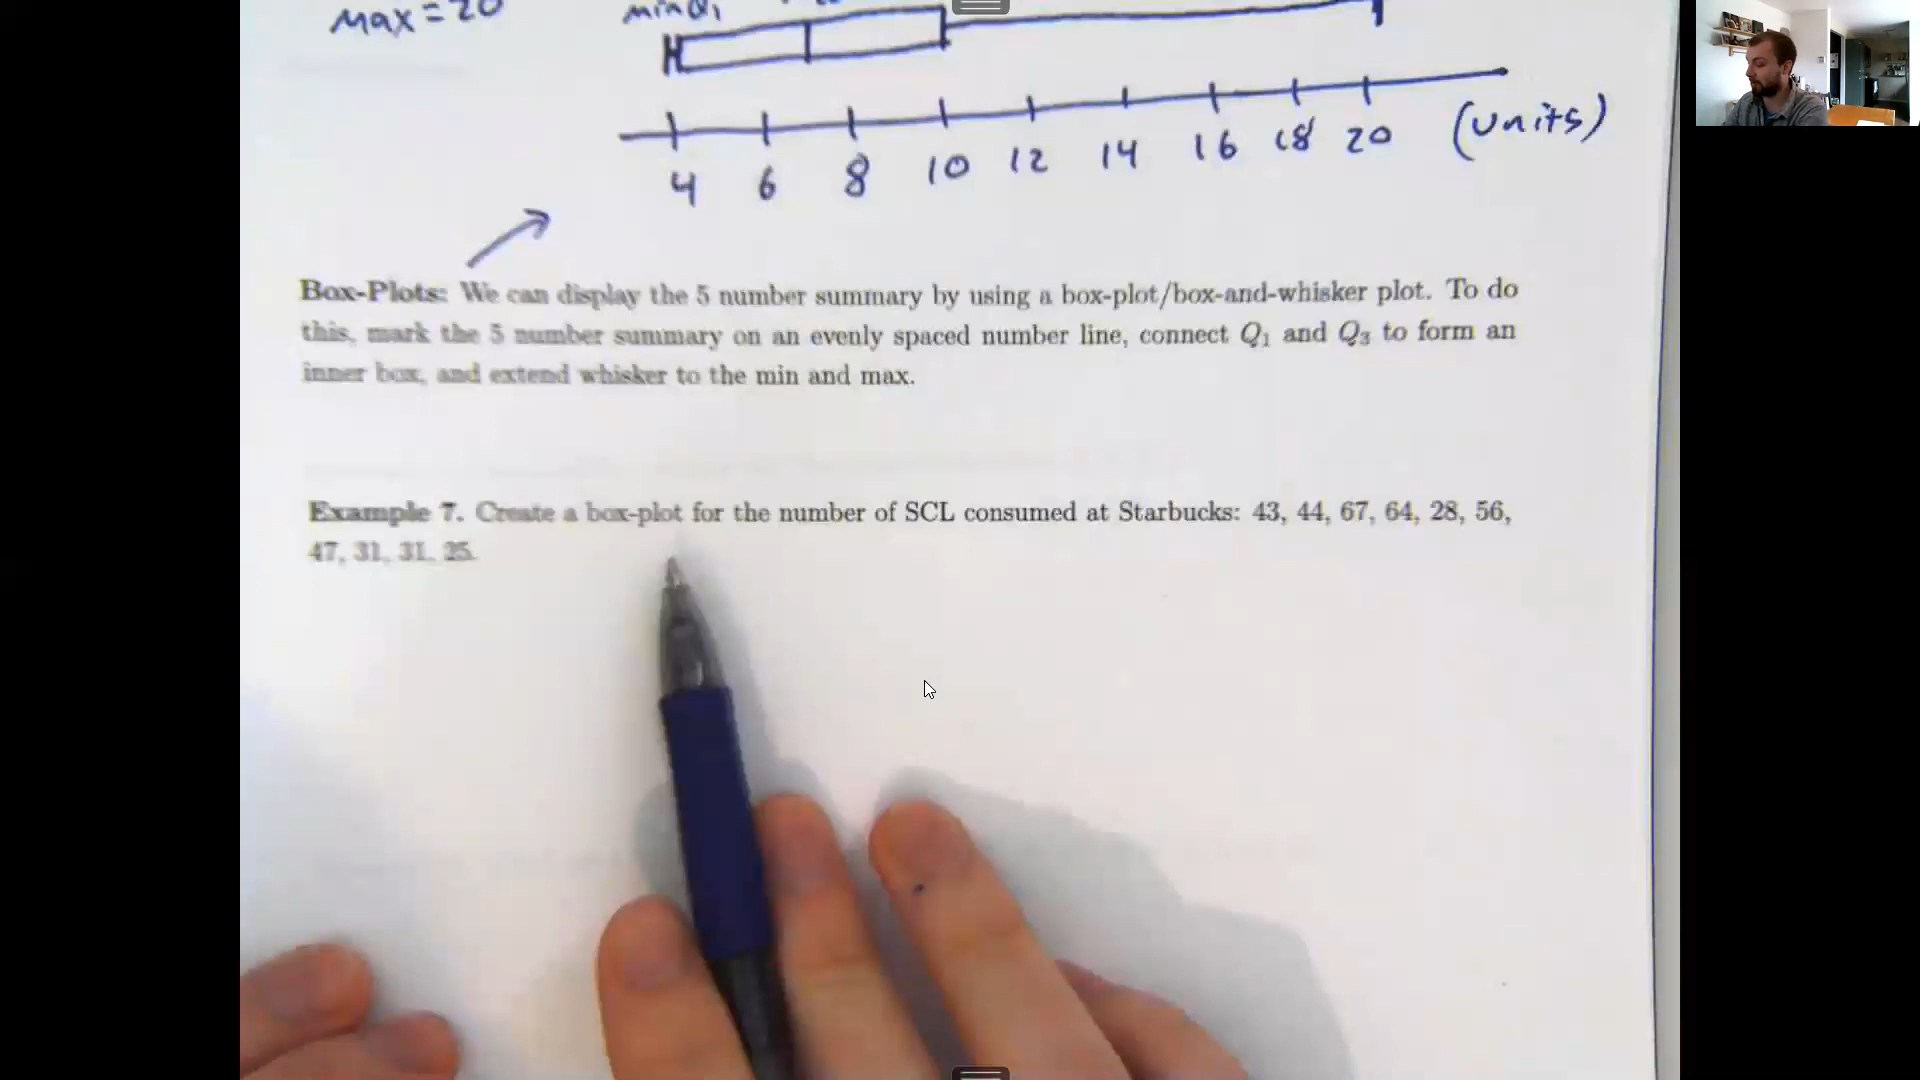 Max = 20
min Q1
4 6 8 10 12 14 16 18 20 (units)
Box-Plots: We can display the 5 number summary by using a box-plot/box-and-whisker plot. To do
this, mark the 5 number summary on an evenly spaced number line, connect Q1 and Q3 to form an
inner box, and extend whisker to the min and max.
Example 7. Create a box-plot for the number of SCL consumed at Starbucks: 43, 44, 67, 64, 28, 56,
47, 31, 31, 25.